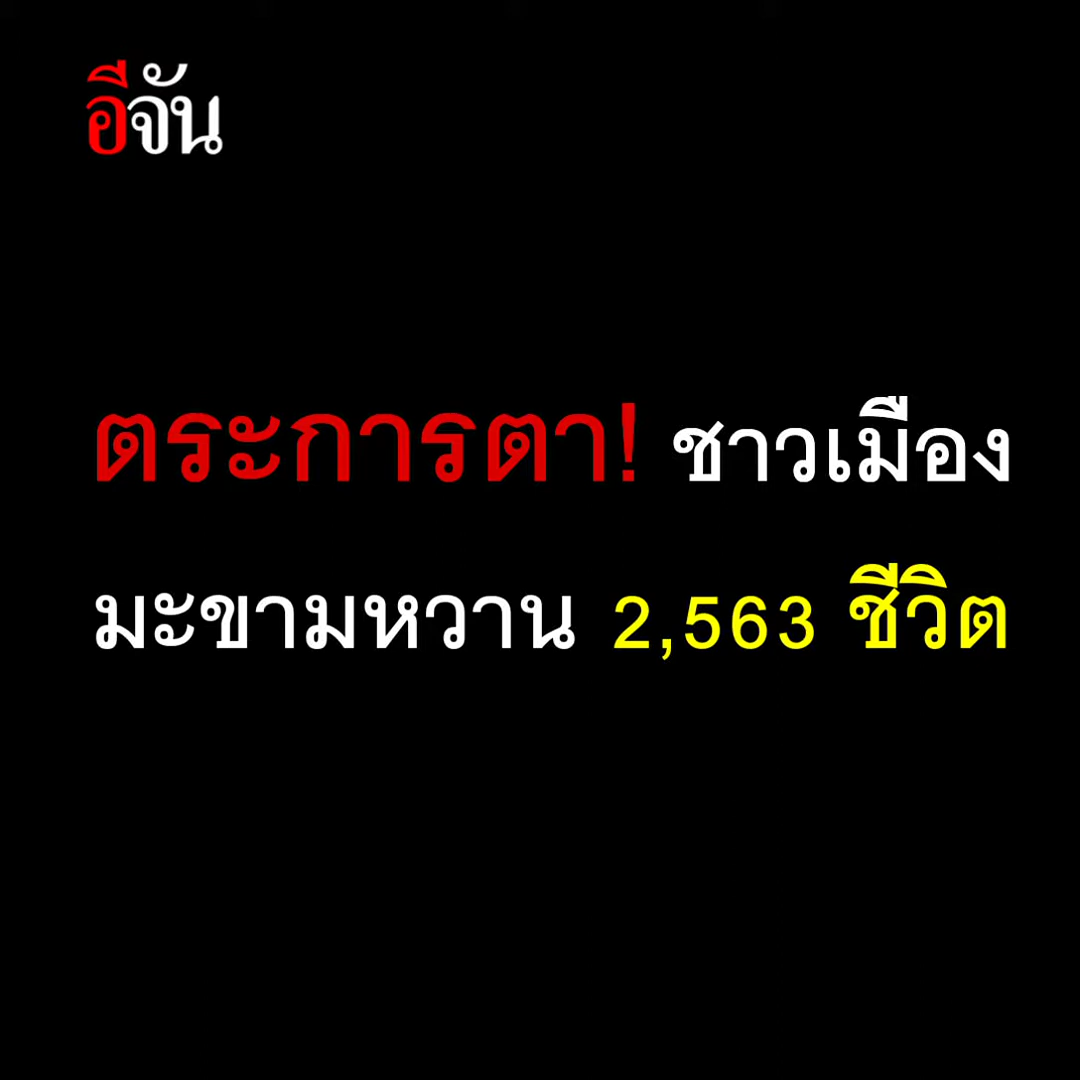 อีจัน
ตระการตา! ชาวเมือง
มะขามหวาน 2,563 ชีวิต